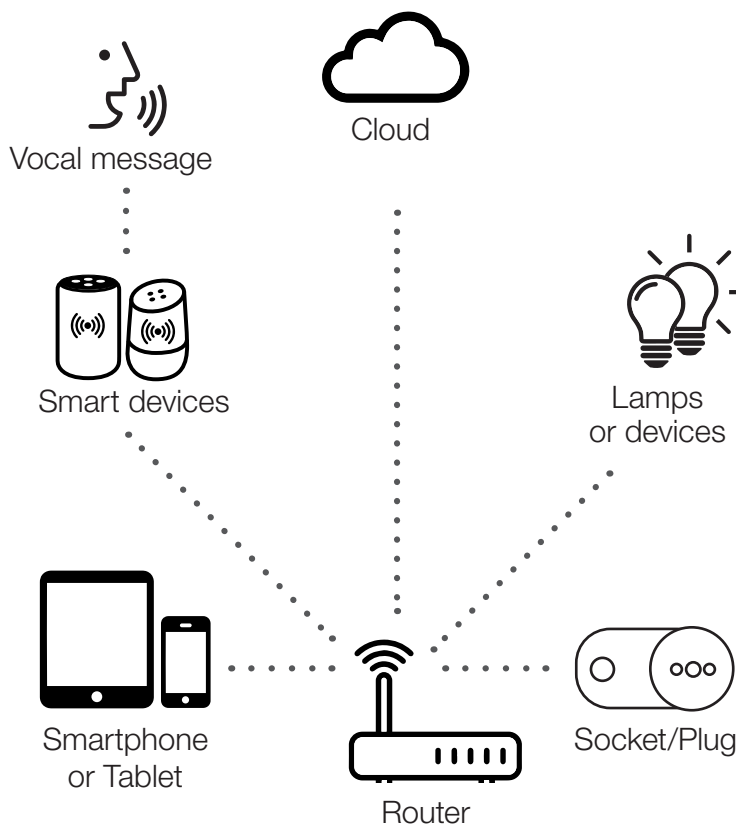 Vocal message
Cloud
Smart devices
Lamps
or devices
Smartphone
or Tablet
Socket/Plug
Router